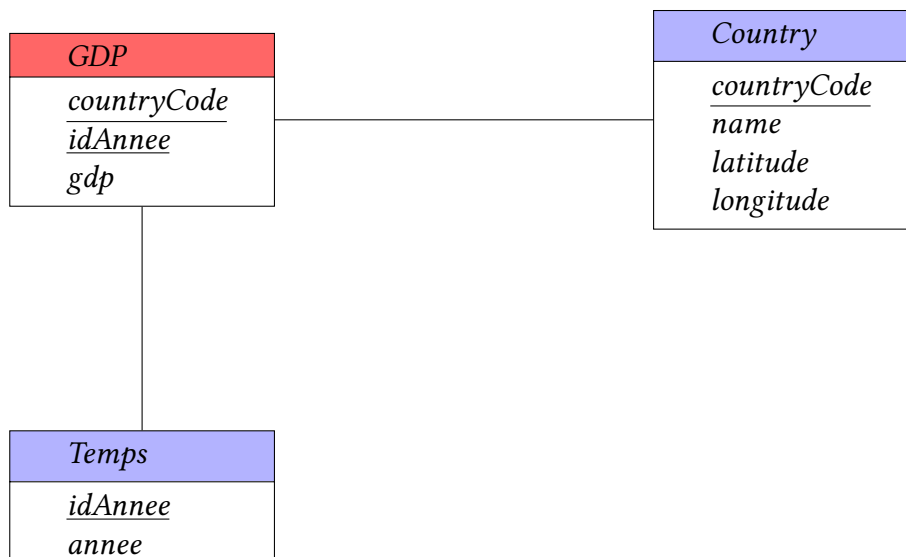 GDP
countryCode
idAnnee
gdp
Country
countryCode
name
latitude
longitude
Temps
idAnnee
annee